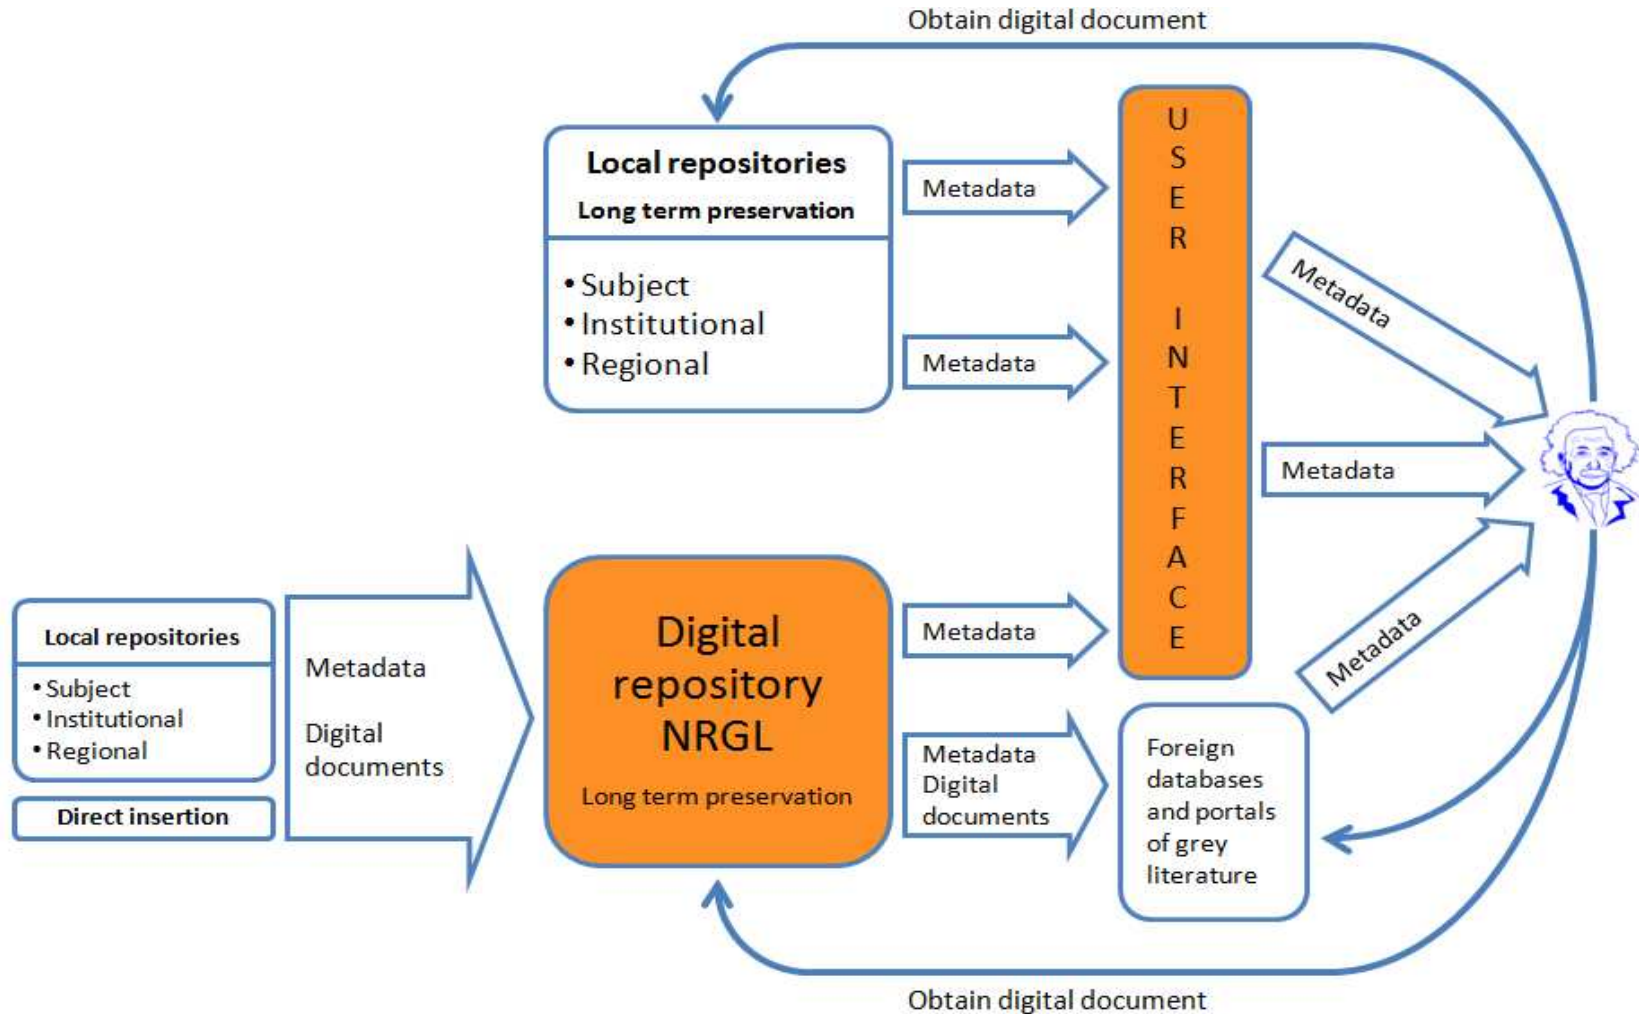 Obtain digital document
Local repositories
Long term preservation
• Subject
• Institutional
• Regional
Metadata
Metadata
USER INTERFACE
Metadata
Metadata
Metadata
Local repositories
• Subject
• Institutional
• Regional
Direct insertion
Metadata
Digital
documents
Digital
repository
NRGL
Long term preservation
Metadata
Metadata
Digital
documents
Foreign
databases
and portals
of grey
literature
Obtain digital document